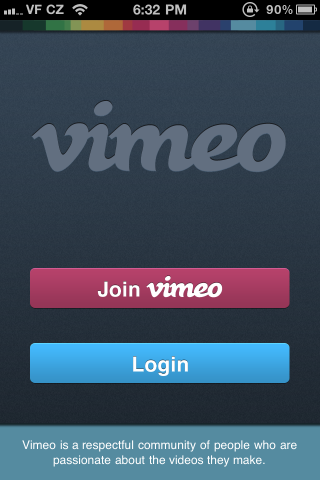 VF CZ 6:32 PM 90%
vimeo
Join vimeo
Login
Vimeo is a respectful community of people who are
passionate about the videos they make.